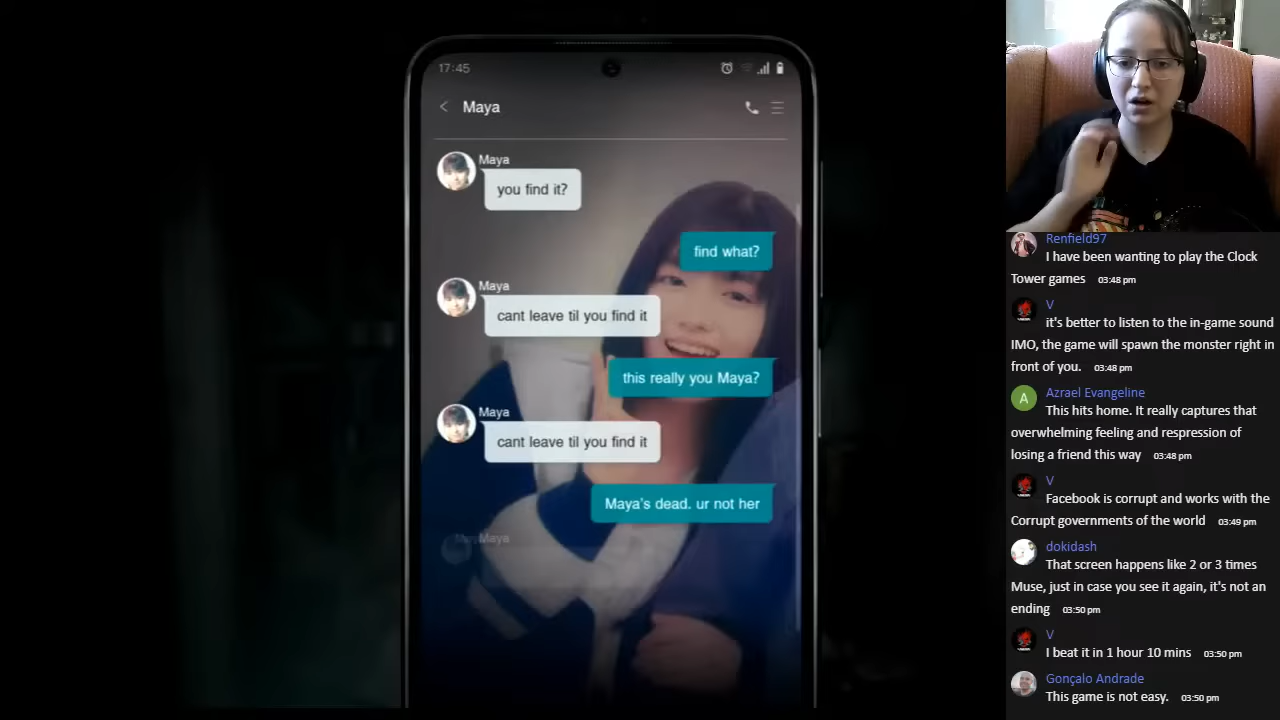 17:45
Maya
Maya
you find it?
find what?
Maya
cant leave til you find it
this really you Maya?
Maya
cant leave til you find it
Maya's dead. ur not her
Maya
Renfield97
I have been wanting to play the Clock
Tower games 03:48 pm
V
it's better to listen to the in-game sound
IMO, the game will spawn the monster right in
front of you. 03:48 pm
A
Azrael Evangeline
This hits home. It really captures that
overwhelming feeling and respression of
losing a friend this way 03:48 pm
V
Facebook is corrupt and works with the
Corrupt governments of the world 03:49 pm
dokidash
That screen happens like 2 or 3 times
Muse, just in case you see it again, it's not an
ending 03:50 pm
V
I beat it in 1 hour 10 mins 03:50 pm
Gonçalo Andrade
This game is not easy. 03:50 pm